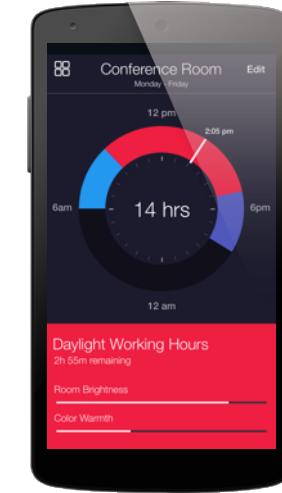 Conference Room
Edit
Monday - Friday
12 pm
2:05 pm
6am
14 hrs
6pm
12 am
Daylight Working Hours
2h 55m remaining
Room Brightness
Color Warmth